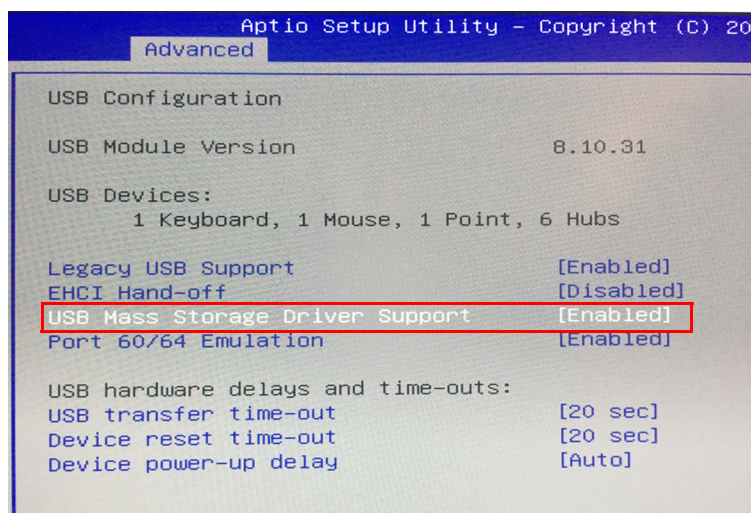 Aptio Setup Utility – Copyright (C) 20
Advanced
USB Configuration
USB Module Version 8.10.31
USB Devices:
1 Keyboard, 1 Mouse, 1 Point, 6 Hubs
Legacy USB Support [Enabled]
EHCI Hand-off [Disabled]
USB Mass Storage Driver Support [Enabled]
Port 60/64 Emulation [Enabled]
USB hardware delays and time-outs:
USB transfer time-out [20 sec]
Device reset time-out [20 sec]
Device power-up delay [Auto]